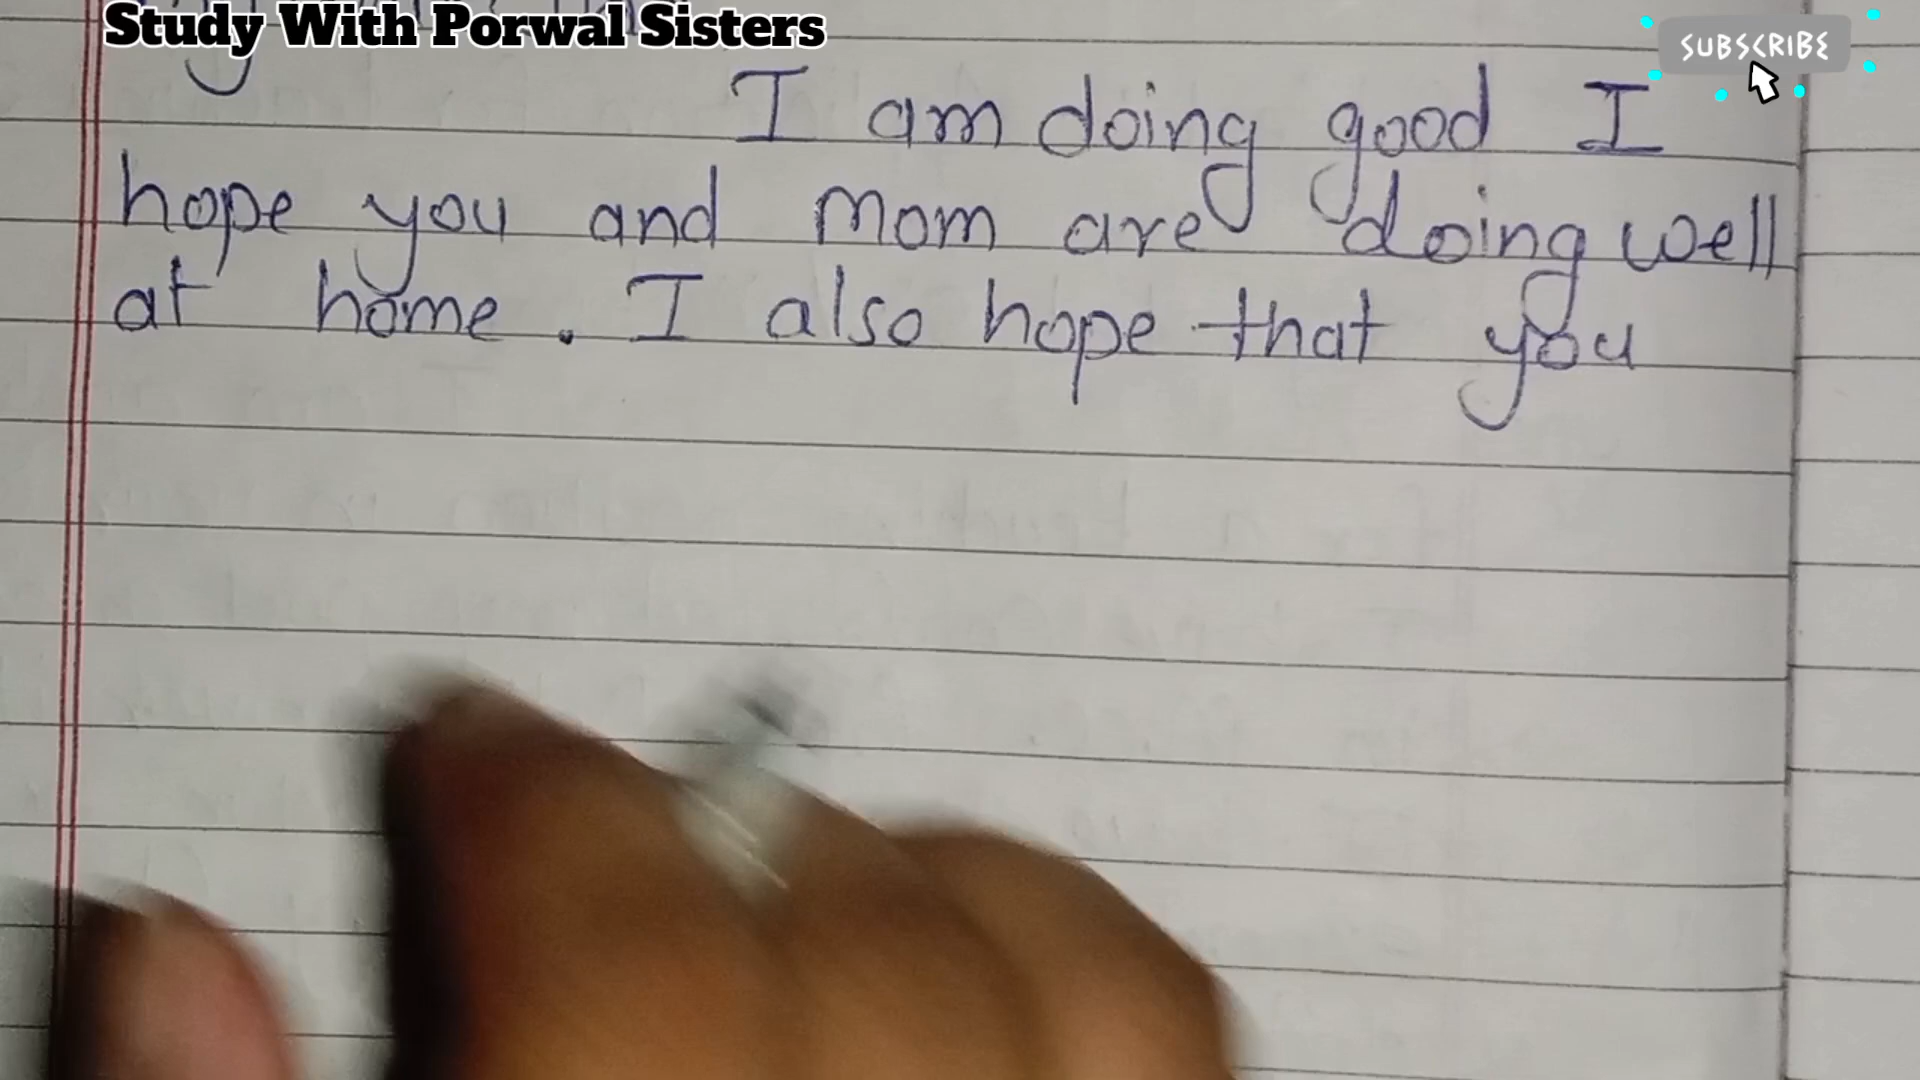 Study With Porwal Sisters
SUBSCRIBE
I am doing good I
hope you and mom are doing well
at home. I also hope that you